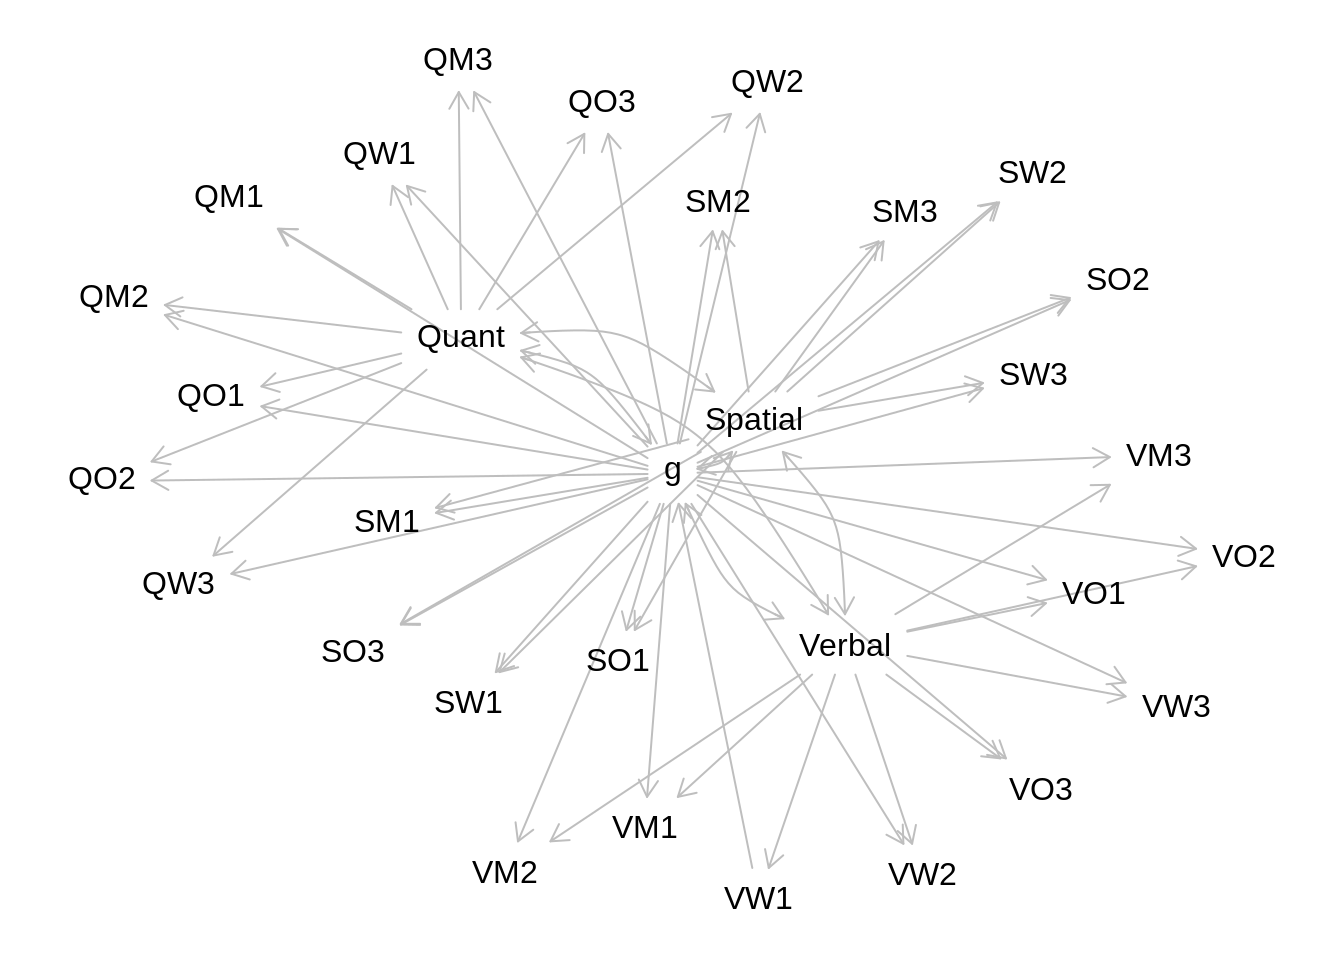 QM3
QW2
QO3
QW1
SW2
QM1
SM2
SM3
SO2
QM2
Quant
SW3
QO1
Spatial
VM3
g
QO2
SM1
VO2
QW3
VO1
Verbal
SO3
SO1
SW1
VW3
VO3
VM1
VM2
VW2
VW1